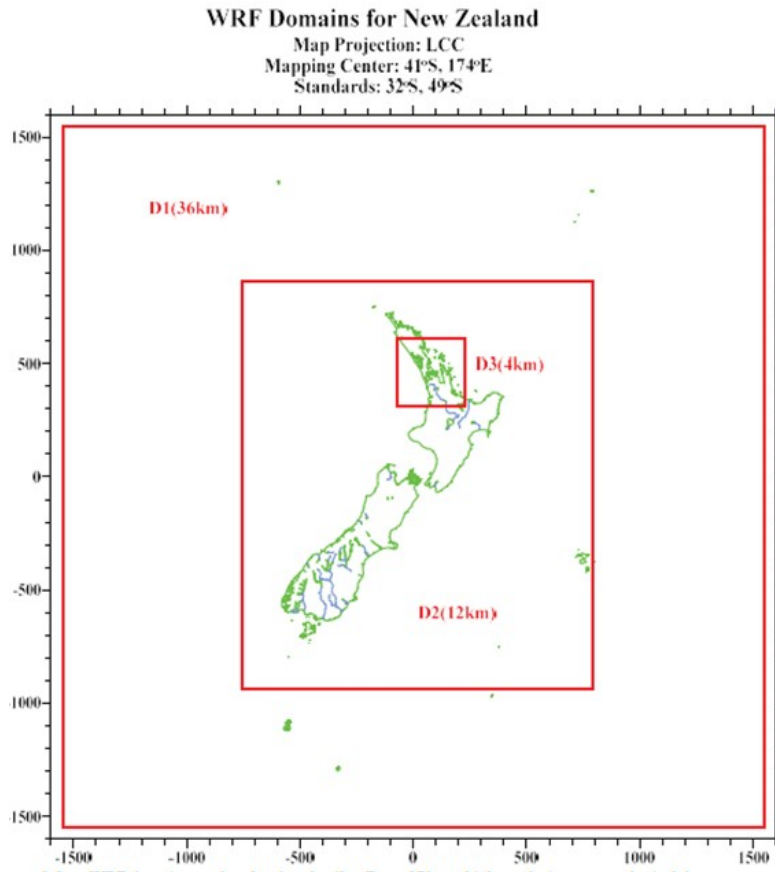 WRF Domains for New Zealand
Map Projection: LCC
Mapping Center: 41°S, 174°E
Standards: 32°S, 49°S
1500
D1(36km)
1000
500
D3(4km)
0
-500
D2(12km)
-1000
-1500
-1500 -1000 -500 0 500 1000 1500